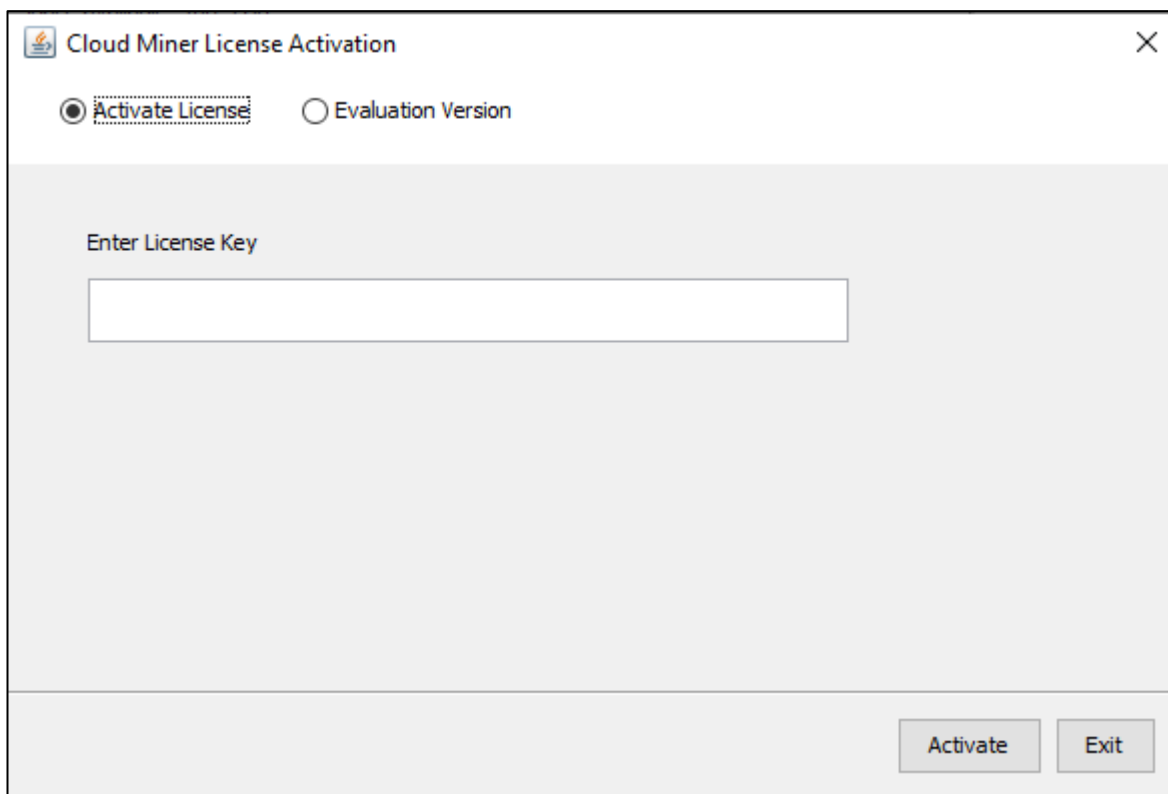 Cloud Miner License Activation
Activate License Evaluation Version
Enter License Key
Activate Exit